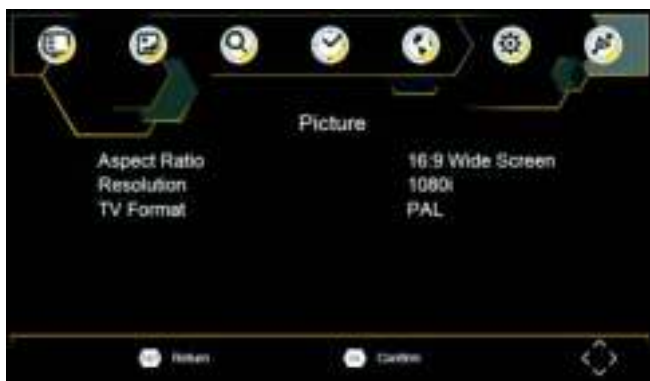 Picture
Aspect Ratio 16:9 Wide Screen
Resolution 1080i
TV Format PAL
Return Confirm